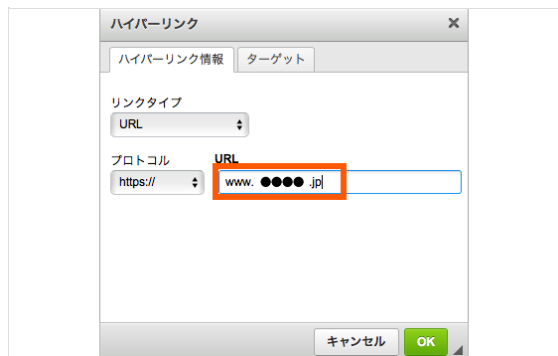 ハイパーリンク ×
ハイパーリンク情報 ターゲット
リンクタイプ
URL
プロトコル URL
https:// www. ●●●● .jp
キャンセル OK